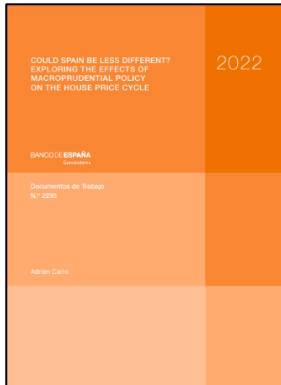 COULD SPAIN BE LESS DIFFERENT?
EXPLORING THE EFFECTS OF
MACROPRUDENTIAL POLICY
ON THE HOUSE PRICE CYCLE
2022
BANCO DE ESPAÑA
Eurosistema
Documentos de Trabajo
N.º 2230
Adrian Carro